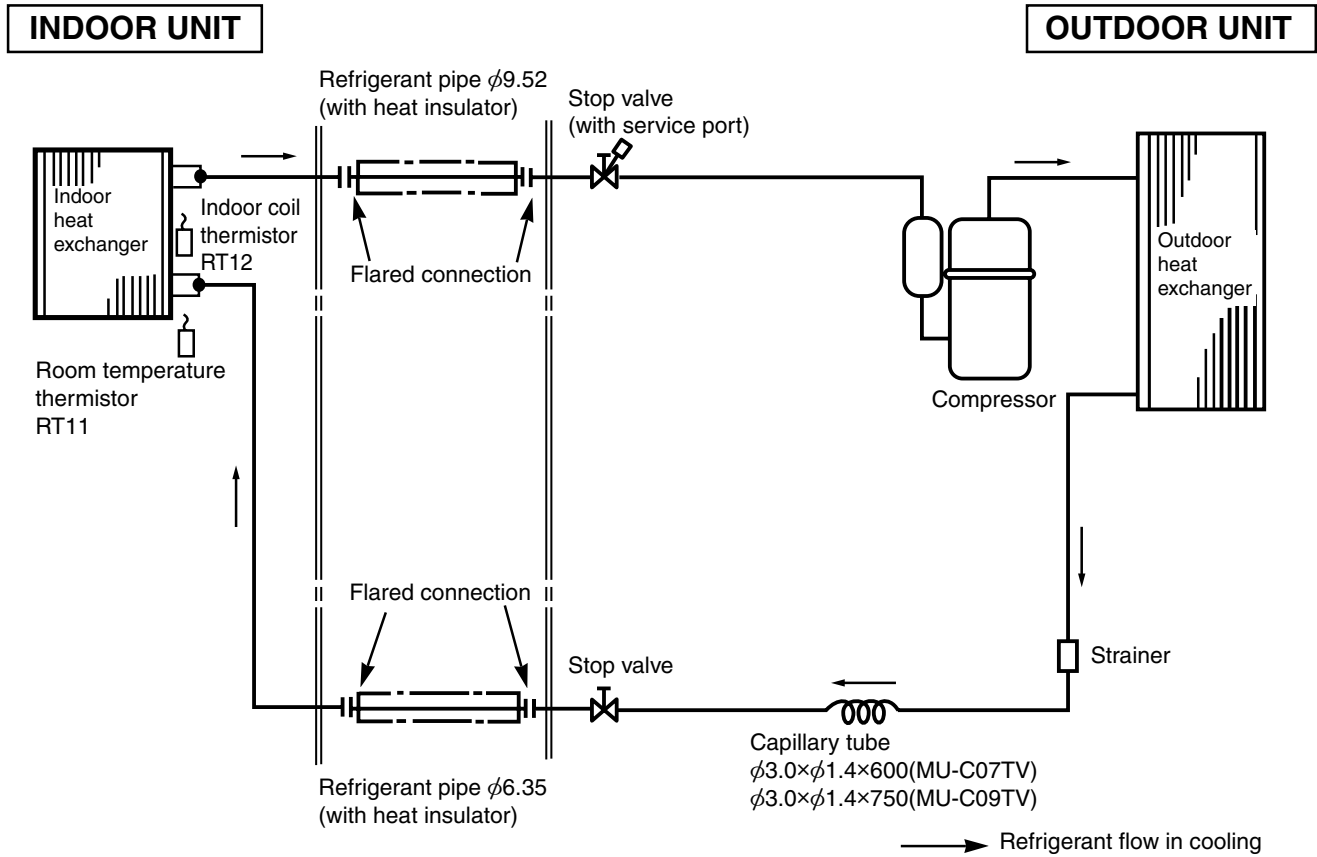 INDOOR UNIT
OUTDOOR UNIT
Refrigerant pipe ϕ9.52
(with heat insulator)
Stop valve
(with service port)
Indoor
heat
exchanger
Indoor coil
thermistor
RT12
Flared connection
Outdoor
heat
exchanger
Room temperature
thermistor
RT11
Compressor
Flared connection
Stop valve
Strainer
Capillary tube
ϕ3.0×ϕ1.4×600(MU-C07TV)
ϕ3.0×ϕ1.4×750(MU-C09TV)
Refrigerant pipe ϕ6.35
(with heat insulator)
Refrigerant flow in cooling